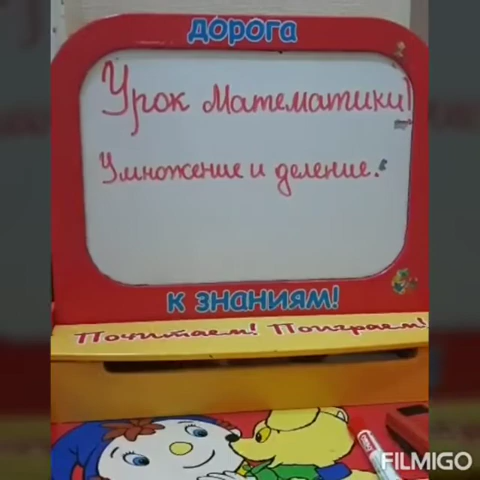 дорога
Урок Математики!
Умножение и деление.
к знаниям!
Почитаем! Поиграем!
FILMIGO